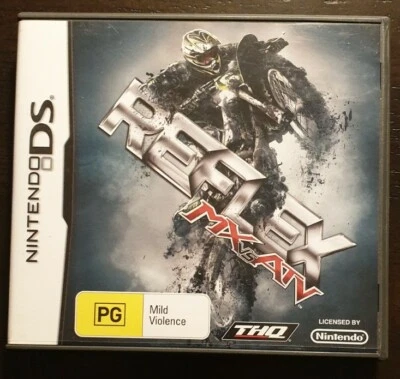 NINTENDO DS
REFLEX
MX VS ATV
PG
Mild
Violence
THQ
LICENSED BY
Nintendo